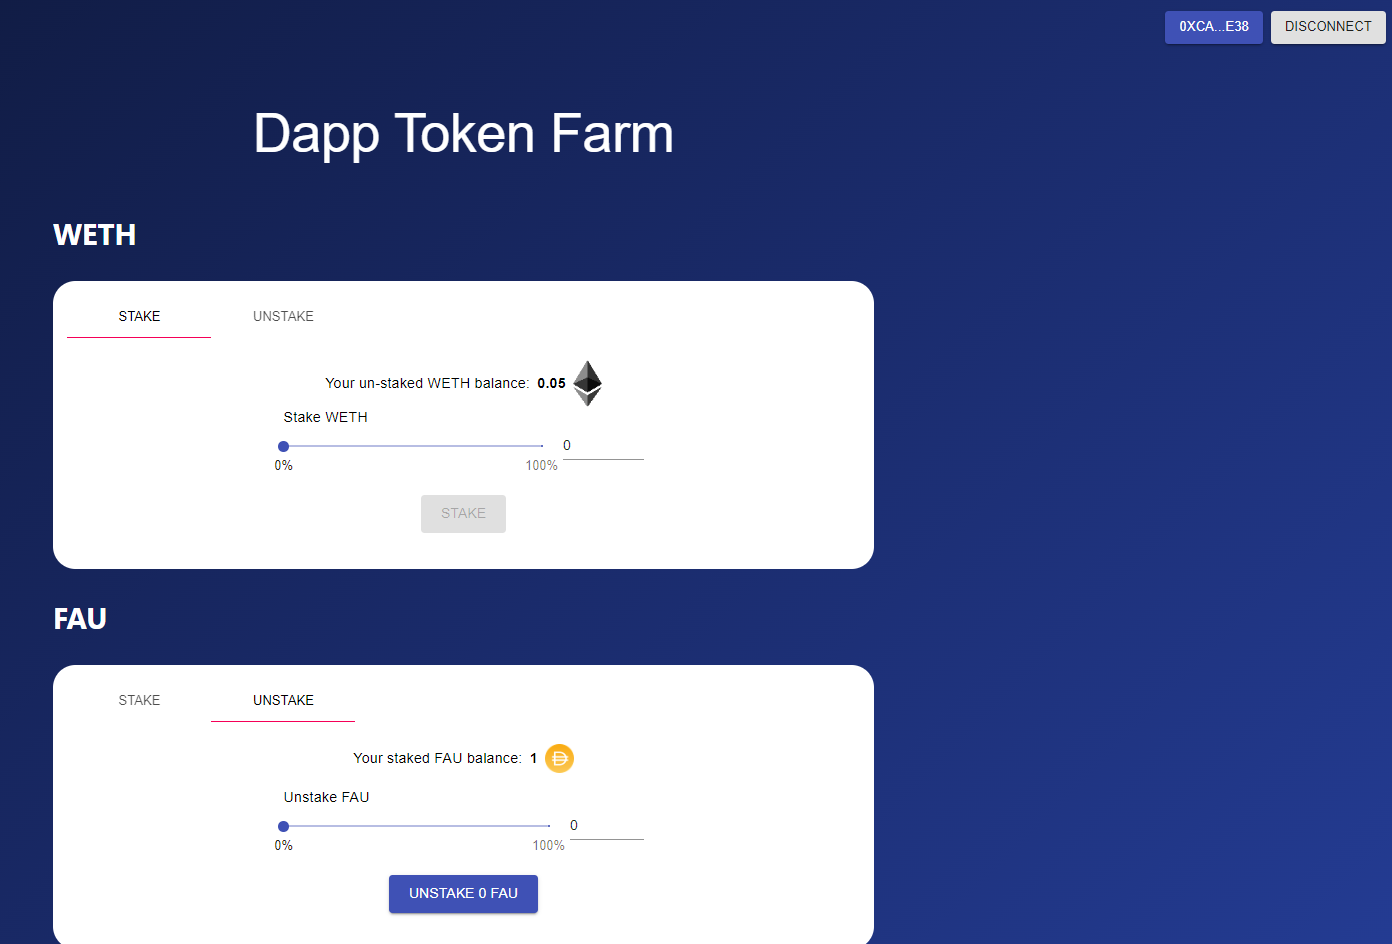 0XCA...E38 DISCONNECT
Dapp Token Farm
WETH
STAKE UNSTAKE
Your un-staked WETH balance: 0.05
Stake WETH
0
0% 100%
STAKE
FAU
STAKE UNSTAKE
Your staked FAU balance: 1
Unstake FAU
0
0% 100%
UNSTAKE 0 FAU